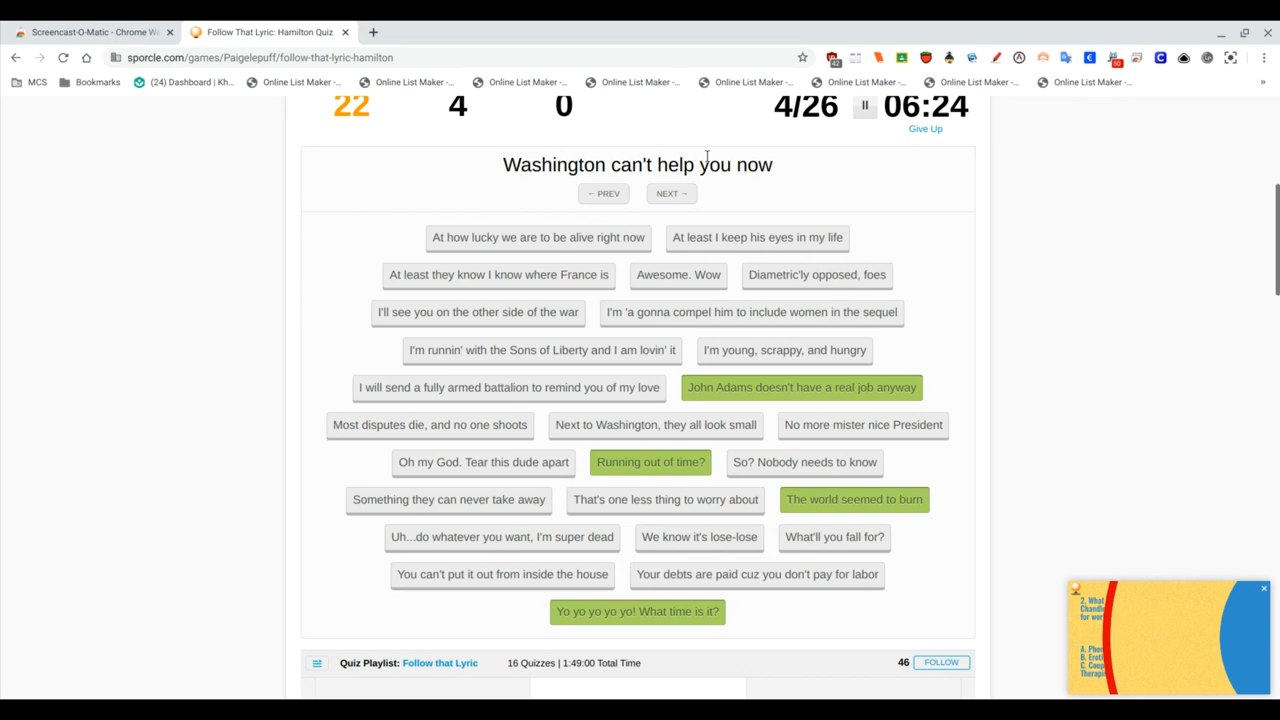 Screencast-O-Matic - Chrome W
Follow That Lyric: Hamilton Quiz
sporcle.com/games/Paigelepuff/follow-that-lyric-hamilton
42
50
MCS
Bookmarks
(24) Dashboard | Kh...
Online List Maker -...
Online List Maker -...
Online List Maker -...
Online List Maker -...
Online List Maker -...
Online List Maker -...
Online List Maker -...
Online List Maker -...
»
22 4 0 4/26 06:24
Give Up
Washington can't help you now
← PREV NEXT →
At how lucky we are to be alive right now
At least I keep his eyes in my life
At least they know I know where France is
Awesome. Wow
Diametric'ly opposed, foes
I'll see you on the other side of the war
I'm 'a gonna compel him to include women in the sequel
I'm runnin' with the Sons of Liberty and I am lovin' it
I'm young, scrappy, and hungry
I will send a fully armed battalion to remind you of my love
John Adams doesn't have a real job anyway
Most disputes die, and no one shoots
Next to Washington, they all look small
No more mister nice President
Oh my God. Tear this dude apart
Running out of time?
So? Nobody needs to know
Something they can never take away
That's one less thing to worry about
The world seemed to burn
Uh...do whatever you want, I'm super dead
We know it's lose-lose
What'll you fall for?
You can't put it out from inside the house
Your debts are paid cuz you don't pay for labor
Yo yo yo yo yo! What time is it?
Quiz Playlist: Follow that Lyric
16 Quizzes | 1:49:00 Total Time
46 FOLLOW
2. What
Chandl
for wor
A. Pho
B. Eroti
C. Coup
Therapi